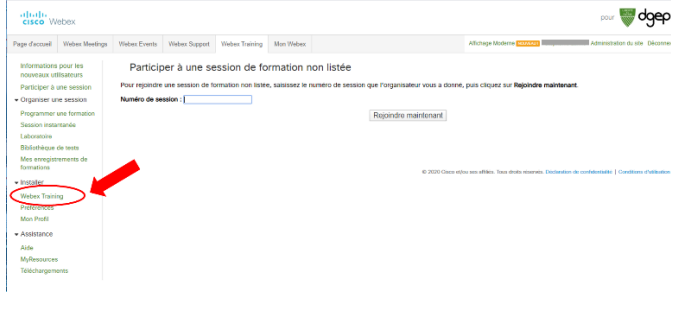 cisco Webex
pour dgep
Page d'accueil Webex Meetings Webex Events Webex Support Webex Training Mon Webex
Affichage Moderne Administration du site Déconnex
Informations pour les
nouveaux utilisateurs
Participer à une session
Organiser une session
Programmer une formation
Session instantanée
Laboratoire
Bibliothèque de tests
Mes enregistrements de
formations
Installer
Webex Training
Préférences
Mon Profil
Assistance
Aide
MyResources
Téléchargements
Participer à une session de formation non listée
Pour rejoindre une session de formation non listée, saisissez le numéro de session que l'organisateur vous a donné, puis cliquez sur Rejoindre maintenant.
Numéro de session :
Rejoindre maintenant
© 2020 Cisco et/ou ses affiliés. Tous droits réservés. Déclaration de confidentialité | Conditions d'utilisation